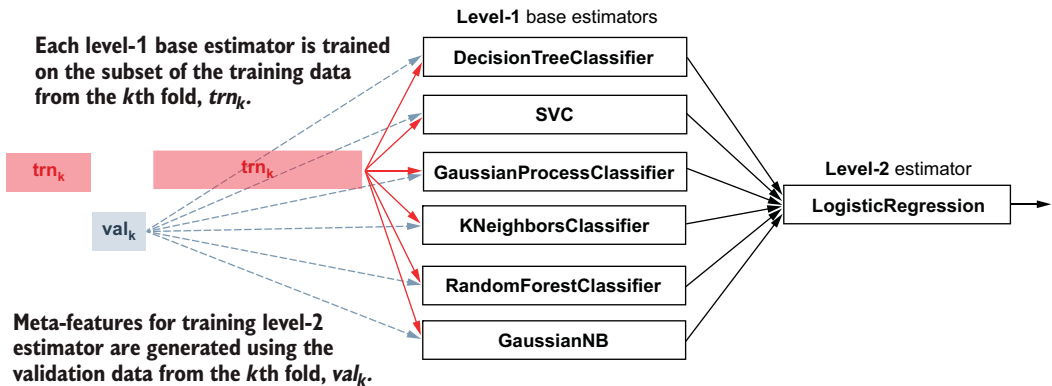 Level-1 base estimators
Each level-1 base estimator is trained
on the subset of the training data
from the kth fold, trnk.
DecisionTreeClassifier
SVC
trnk
trnk
GaussianProcessClassifier
Level-2 estimator
LogisticRegression
valk
KNeighborsClassifier
RandomForestClassifier
Meta-features for training level-2
estimator are generated using the
validation data from the kth fold, valk.
GaussianNB